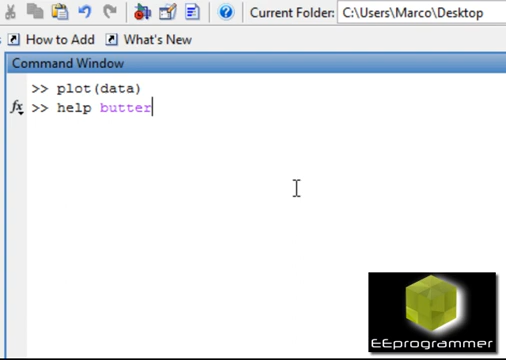 Current Folder: C:\Users\Marco\Desktop
How to Add What's New
Command Window
>> plot(data)
fx >> help butter
EEprogrammer